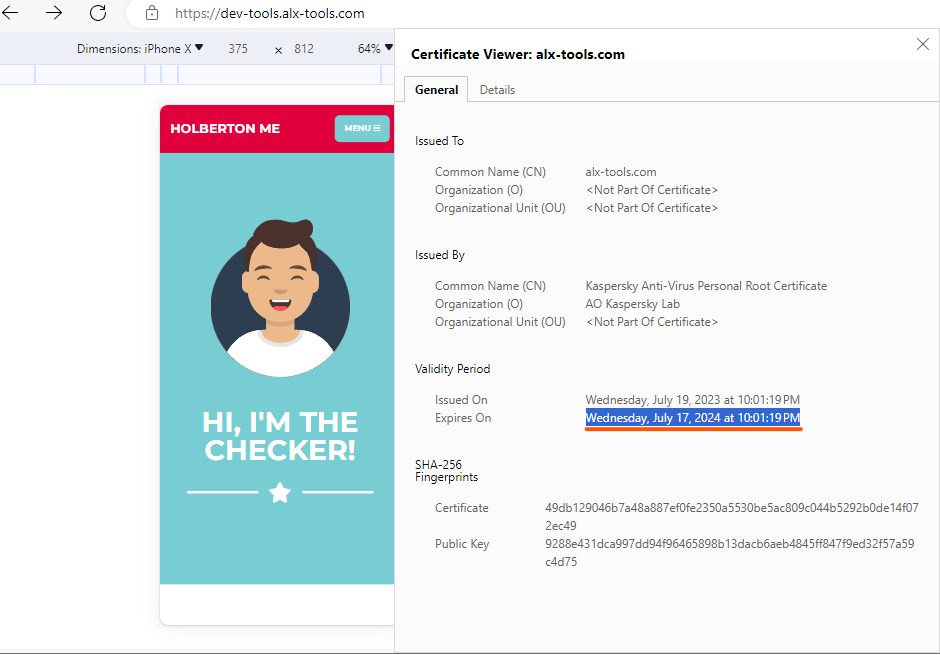 https://dev-tools.alx-tools.com
Dimensions: iPhone X ▼ 375 x 812 64% ▼
HOLBERTON ME
MENU ☰
HI, I'M THE
CHECKER!
Certificate Viewer: alx-tools.com
General Details
Issued To
Common Name (CN) alx-tools.com
Organization (O) <Not Part Of Certificate>
Organizational Unit (OU) <Not Part Of Certificate>
Issued By
Common Name (CN) Kaspersky Anti-Virus Personal Root Certificate
Organization (O) AO Kaspersky Lab
Organizational Unit (OU) <Not Part Of Certificate>
Validity Period
Issued On Wednesday, July 19, 2023 at 10:01:19 PM
Expires On Wednesday, July 17, 2024 at 10:01:19 PM
SHA-256
Fingerprints
Certificate 49db129046b7a48a887ef0fe2350a5530be5ac809c044b5292b0de14f07
2ec49
Public Key 9288e431dca997dd94f96465898b13dacb6aeb4845ff847f9ed32f57a59
c4d75